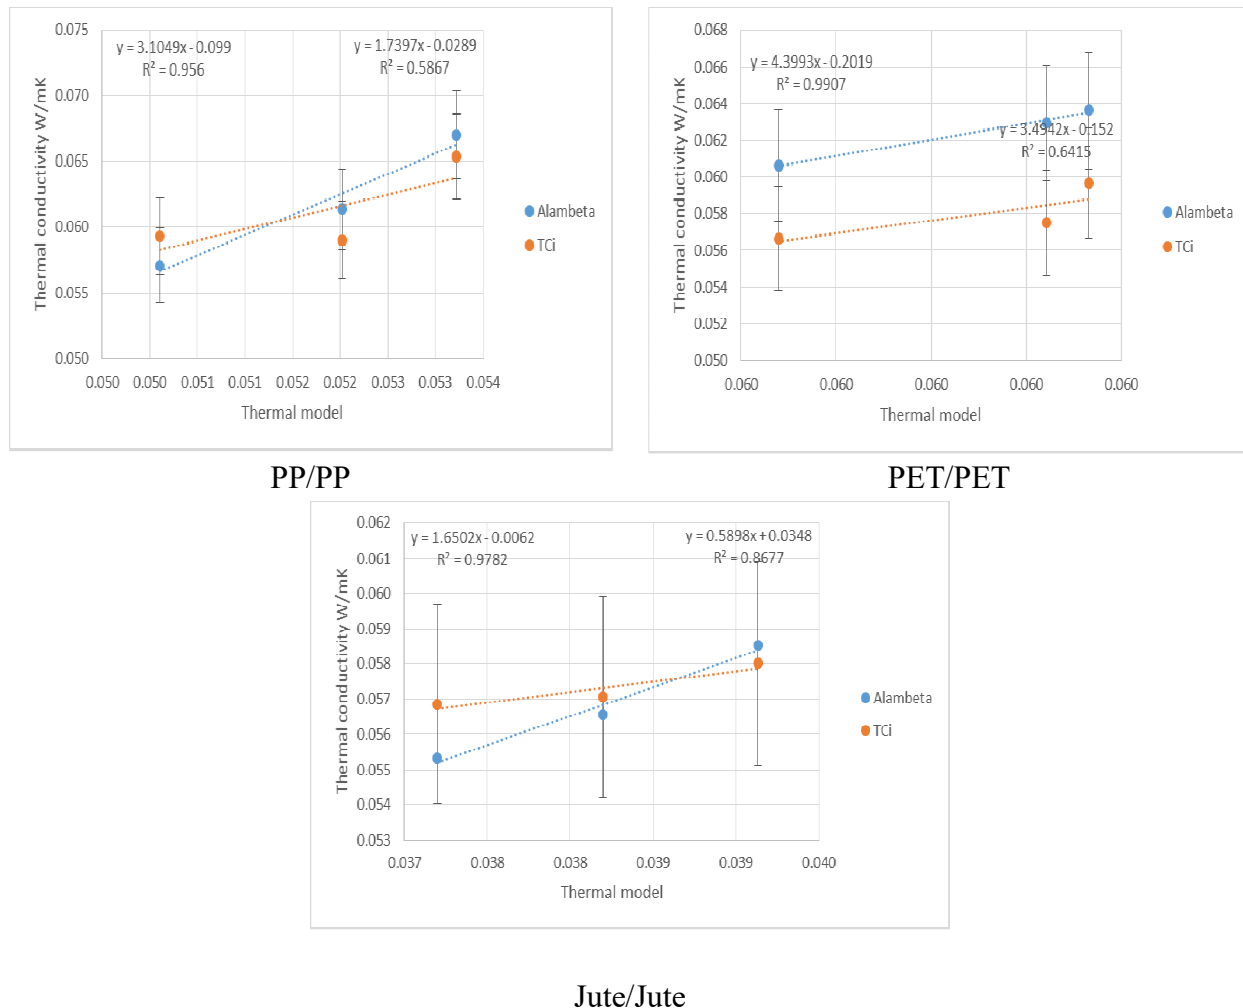 0.075
0.070
0.065
0.060
0.055
0.050
Thermal conductivity W/mK
y = 3.1049x - 0.099
R² = 0.956
y = 1.7397x - 0.0289
R² = 0.5867
Alambeta
TCi
0.050 0.050 0.051 0.051 0.052 0.052 0.053 0.053 0.054
Thermal model
PP/PP
0.068
0.066
0.064
0.062
0.060
0.058
0.056
0.054
0.052
0.050
Thermal conductivity W/mK
y = 4.3993x - 0.2019
R² = 0.9907
y = 3.4942x - 0.152
R² = 0.6415
Alambeta
TCi
0.060 0.060 0.060 0.060 0.060
Thermal model
PET/PET
0.062
0.061
0.060
0.059
0.058
0.057
0.056
0.055
0.054
0.053
Thermal conductivity W/mK
y = 1.6502x - 0.0062
R² = 0.9782
y = 0.5898x + 0.0348
R² = 0.8677
Alambeta
TCi
0.037 0.038 0.038 0.039 0.039 0.040
Thermal model
Jute/Jute